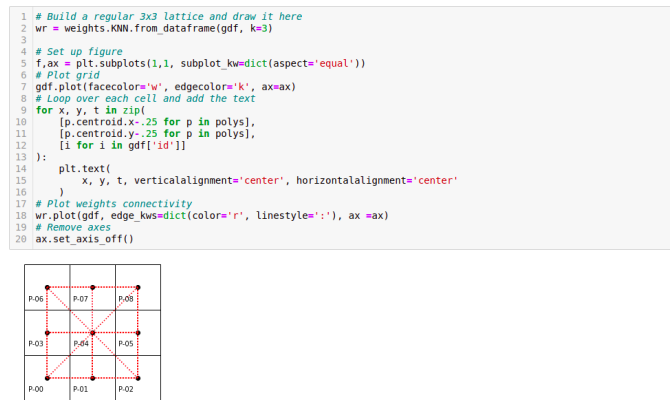 1 # Build a regular 3x3 lattice and draw it here
2 wr = weights.KNN.from_dataframe(gdf, k=3)
3
4 # Set up figure
5 f,ax = plt.subplots(1,1, subplot_kw=dict(aspect='equal'))
6 # Plot grid
7 gdf.plot(facecolor='w', edgecolor='k', ax=ax)
8 # Loop over each cell and add the text
9 for x, y, t in zip(
10     [p.centroid.x-.25 for p in polys],
11     [p.centroid.y-.25 for p in polys],
12     [i for i in gdf['id']]
13 ):
14     plt.text(
15         x, y, t, verticalalignment='center', horizontalalignment='center'
16     )
17 # Plot weights connectivity
18 wr.plot(gdf, edge_kws=dict(color='r', linestyle=':'), ax =ax)
19 # Remove axes
20 ax.set_axis_off()
P-06 P-07 P-08
P-03 P-04 P-05
P-00 P-01 P-02